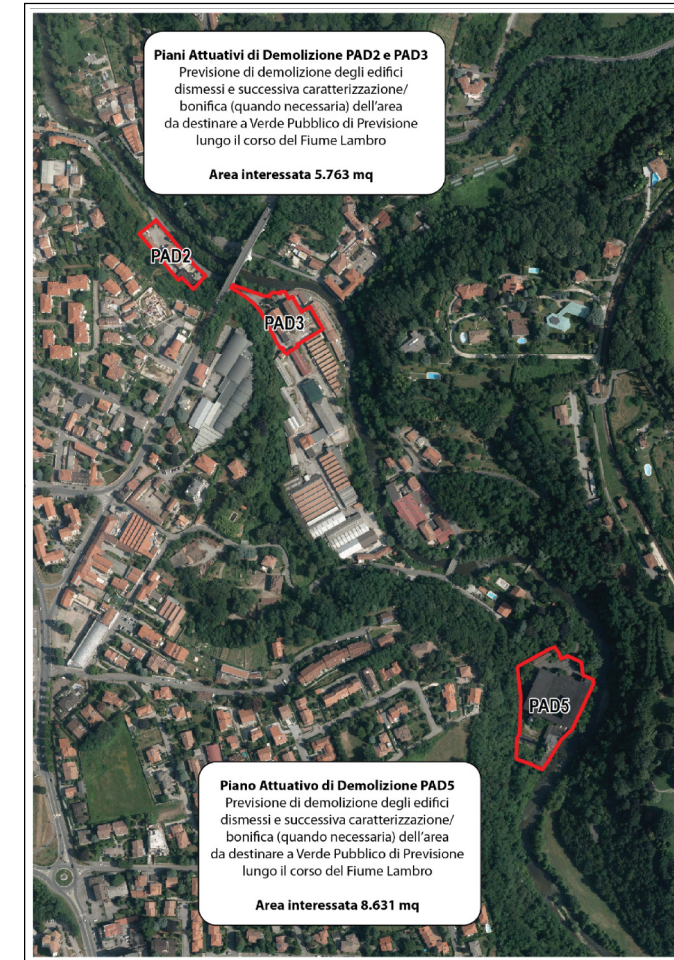 Piani Attuativi di Demolizione PAD2 e PAD3
Previsione di demolizione degli edifici
dismessi e successiva caratterizzazione/
bonifica (quando necessaria) dell'area
da destinare a Verde Pubblico di Previsione
lungo il corso del Fiume Lambro
Area interessata 5.763 mq
PAD2
PAD3
PAD5
Piano Attuativo di Demolizione PAD5
Previsione di demolizione degli edifici
dismessi e successiva caratterizzazione/
bonifica (quando necessaria) dell'area
da destinare a Verde Pubblico di Previsione
lungo il corso del Fiume Lambro
Area interessata 8.631 mq